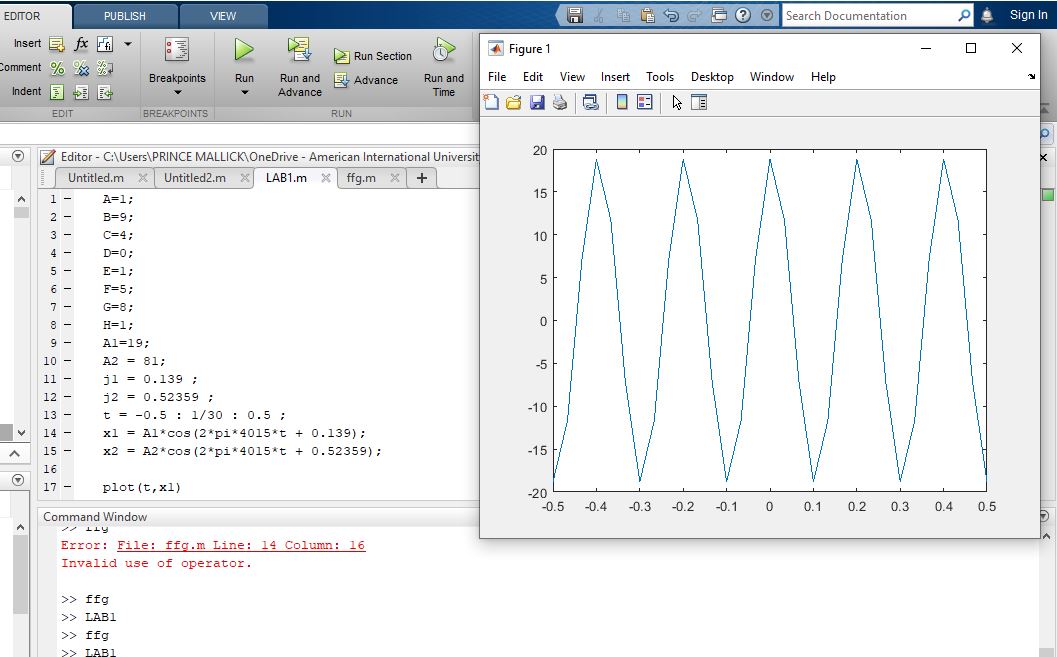 EDITOR PUBLISH VIEW
Search Documentation
Sign In
Insert fx
Comment
Indent
Breakpoints
Run
Run and Advance
Run Section
Advance
Run and Time
EDIT BREAKPOINTS RUN
Editor - C:\Users\PRINCE MALLICK\OneDrive - American International Universit
Untitled.m Untitled2.m LAB1.m ffg.m
1 A=1;
2 B=9;
3 C=4;
4 D=0;
5 E=1;
6 F=5;
7 G=8;
8 H=1;
9 A1=19;
10 A2 = 81;
11 j1 = 0.139 ;
12 j2 = 0.52359 ;
13 t = -0.5 : 1/30 : 0.5 ;
14 x1 = A1*cos(2*pi*4015*t + 0.139);
15 x2 = A2*cos(2*pi*4015*t + 0.52359);
16
17 plot(t,x1)
Command Window
>> ffg
Error: File: ffg.m Line: 14 Column: 16
Invalid use of operator.
>> ffg
>> LAB1
>> ffg
>> LAB1
Figure 1
File Edit View Insert Tools Desktop Window Help
20
15
10
5
0
-5
-10
-15
-20
-0.5 -0.4 -0.3 -0.2 -0.1 0 0.1 0.2 0.3 0.4 0.5